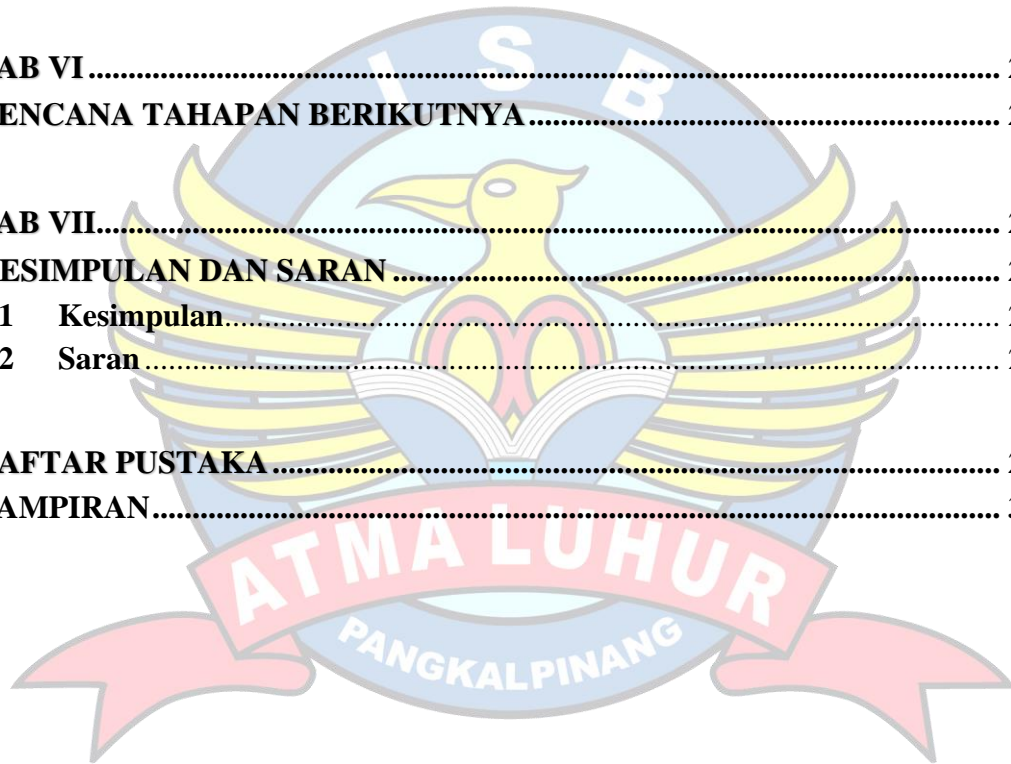 I S B
AB VI
ENCANA TAHAPAN BERIKUTNYA
AB VII
ESIMPULAN DAN SARAN
1 Kesimpulan
2 Saran
AFTAR PUSTAKA
AMPIRAN
ATMA LUHUR
PANGKALPINANG